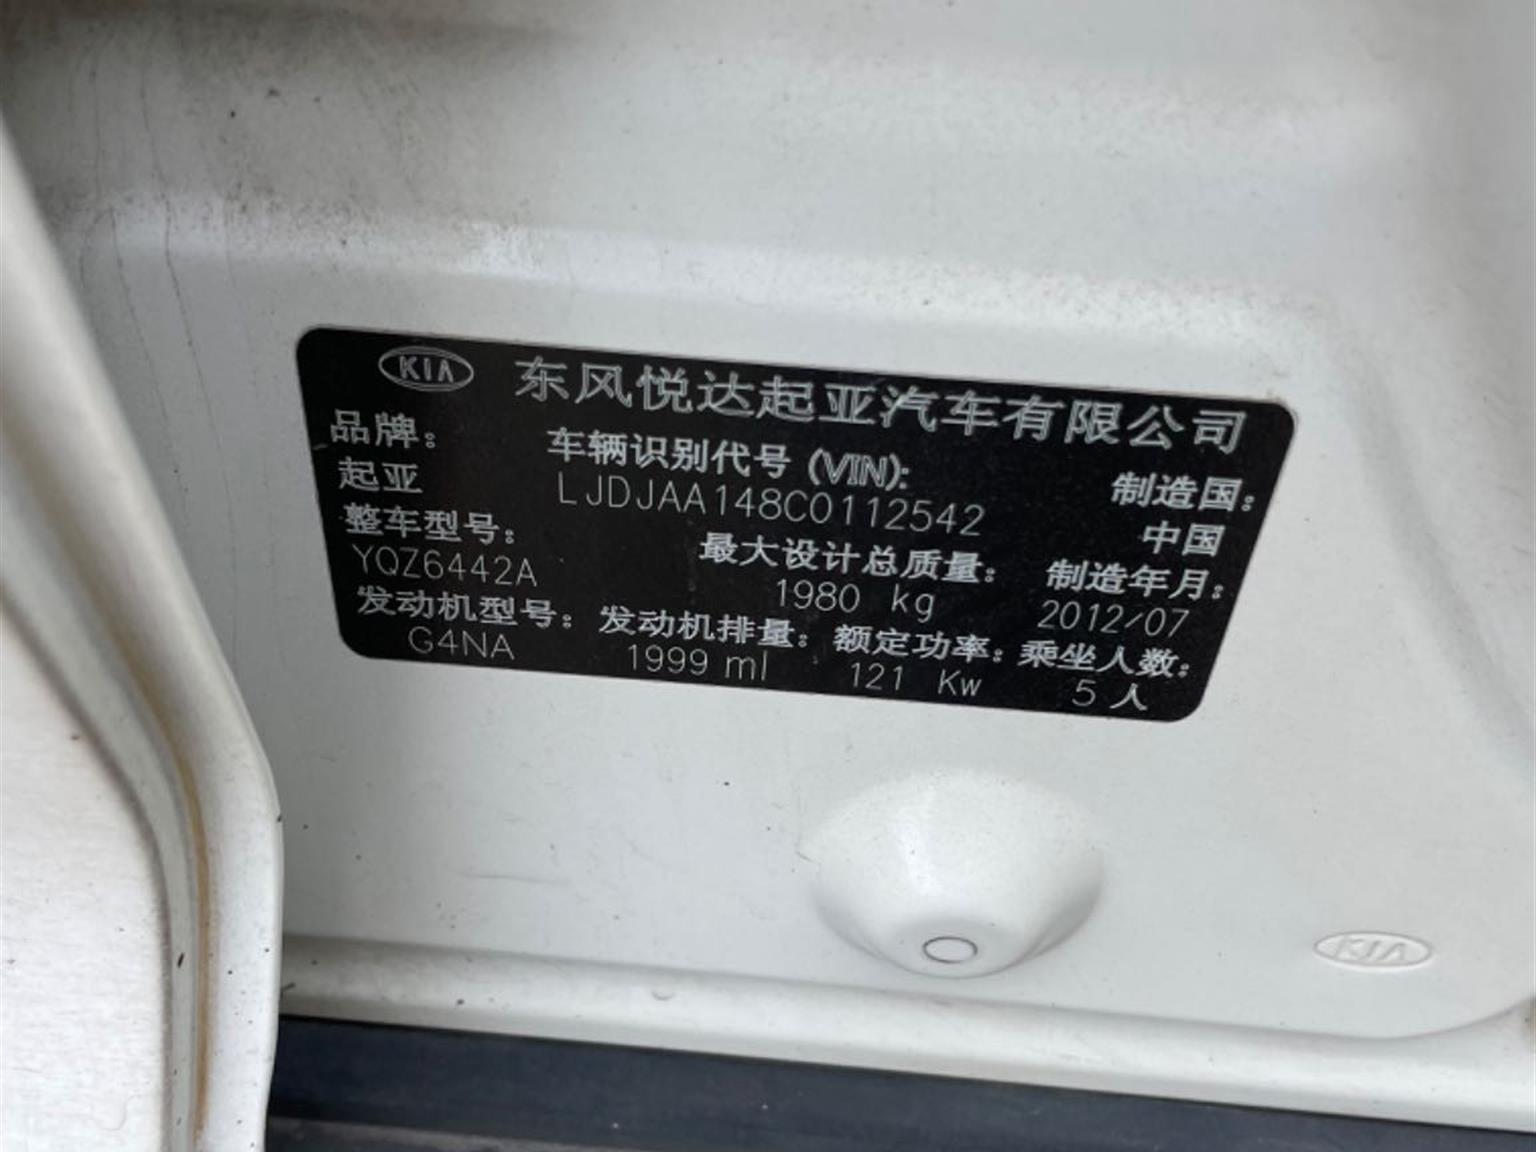 KIA 东风悦达起亚汽车有限公司
品牌： 车辆识别代号 (VIN): 制造国：
起亚 LJDJAA148C0112542 中国
整车型号： 最大设计总质量： 制造年月：
YQZ6442A 1980 kg 2012/07
发动机型号： 发动机排量： 额定功率： 乘坐人数：
G4NA 1999 ml 121 Kw 5 人
KIA